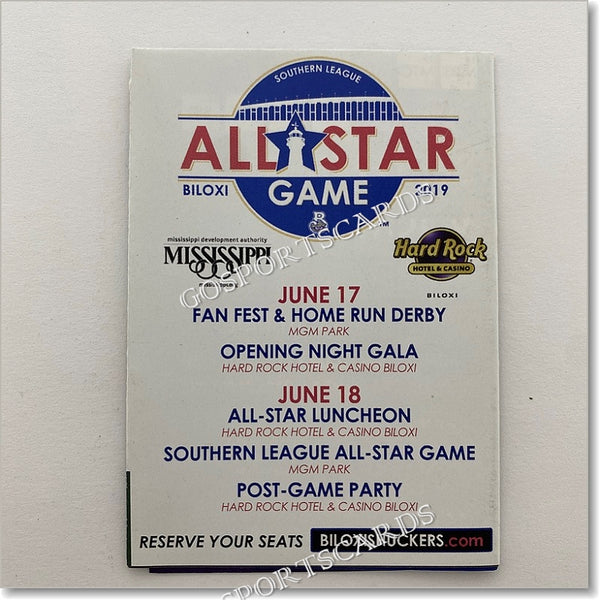 SOUTHERN LEAGUE
ALL STAR
BILOXI GAME 2019
TM
mississippi development authority
MISSISSIPPI
Hard Rock
HOTEL & CASINO
BILOXI
GOSPORTSCARDS
JUNE 17
FAN FEST & HOME RUN DERBY
MGM PARK
OPENING NIGHT GALA
HARD ROCK HOTEL & CASINO BILOXI
JUNE 18
ALL-STAR LUNCHEON
HARD ROCK HOTEL & CASINO BILOXI
SOUTHERN LEAGUE ALL-STAR GAME
MGM PARK
POST-GAME PARTY
HARD ROCK HOTEL & CASINO BILOXI
RESERVE YOUR SEATS BILOXISHUCKERS.com
GOSPORTSCARDS